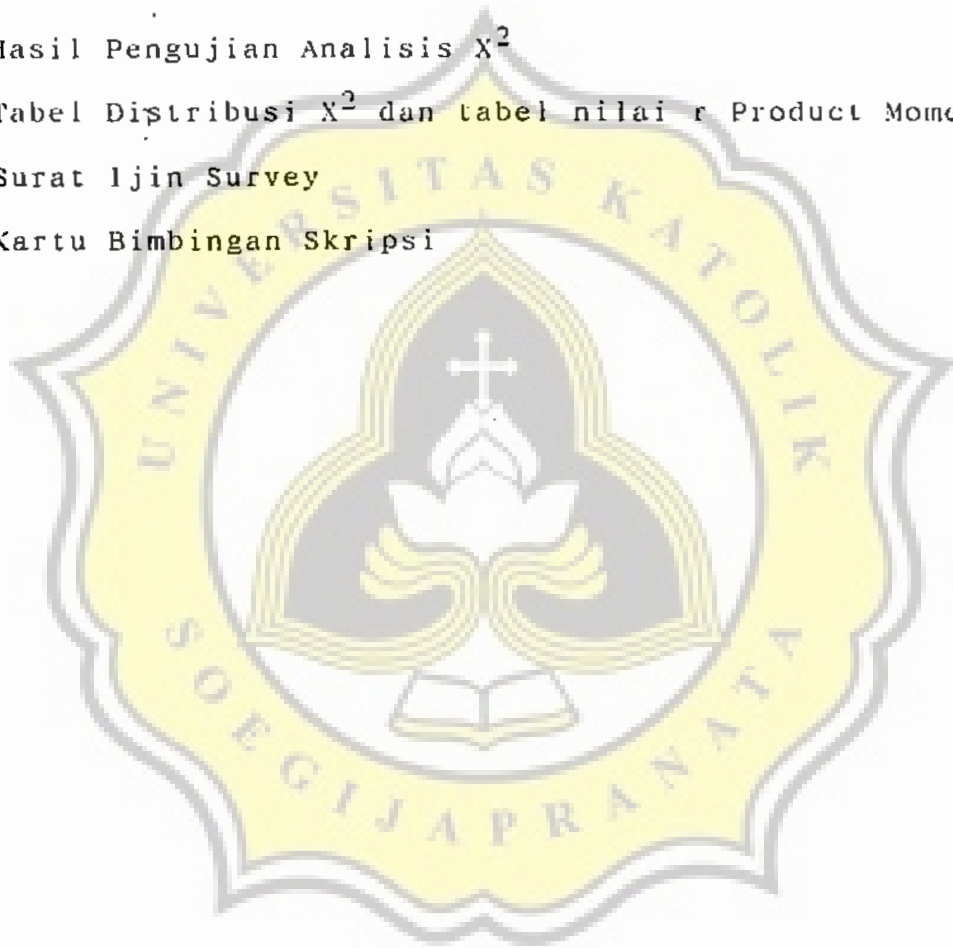 Hasil Pengujian Analisis X²
Tabel Distribusi X² dan tabel nilai r Product Mome
Surat Ijin Survey
Kartu Bimbingan Skripsi
UNIVERSITAS KATOLIK
SOEGIJAPRANATA